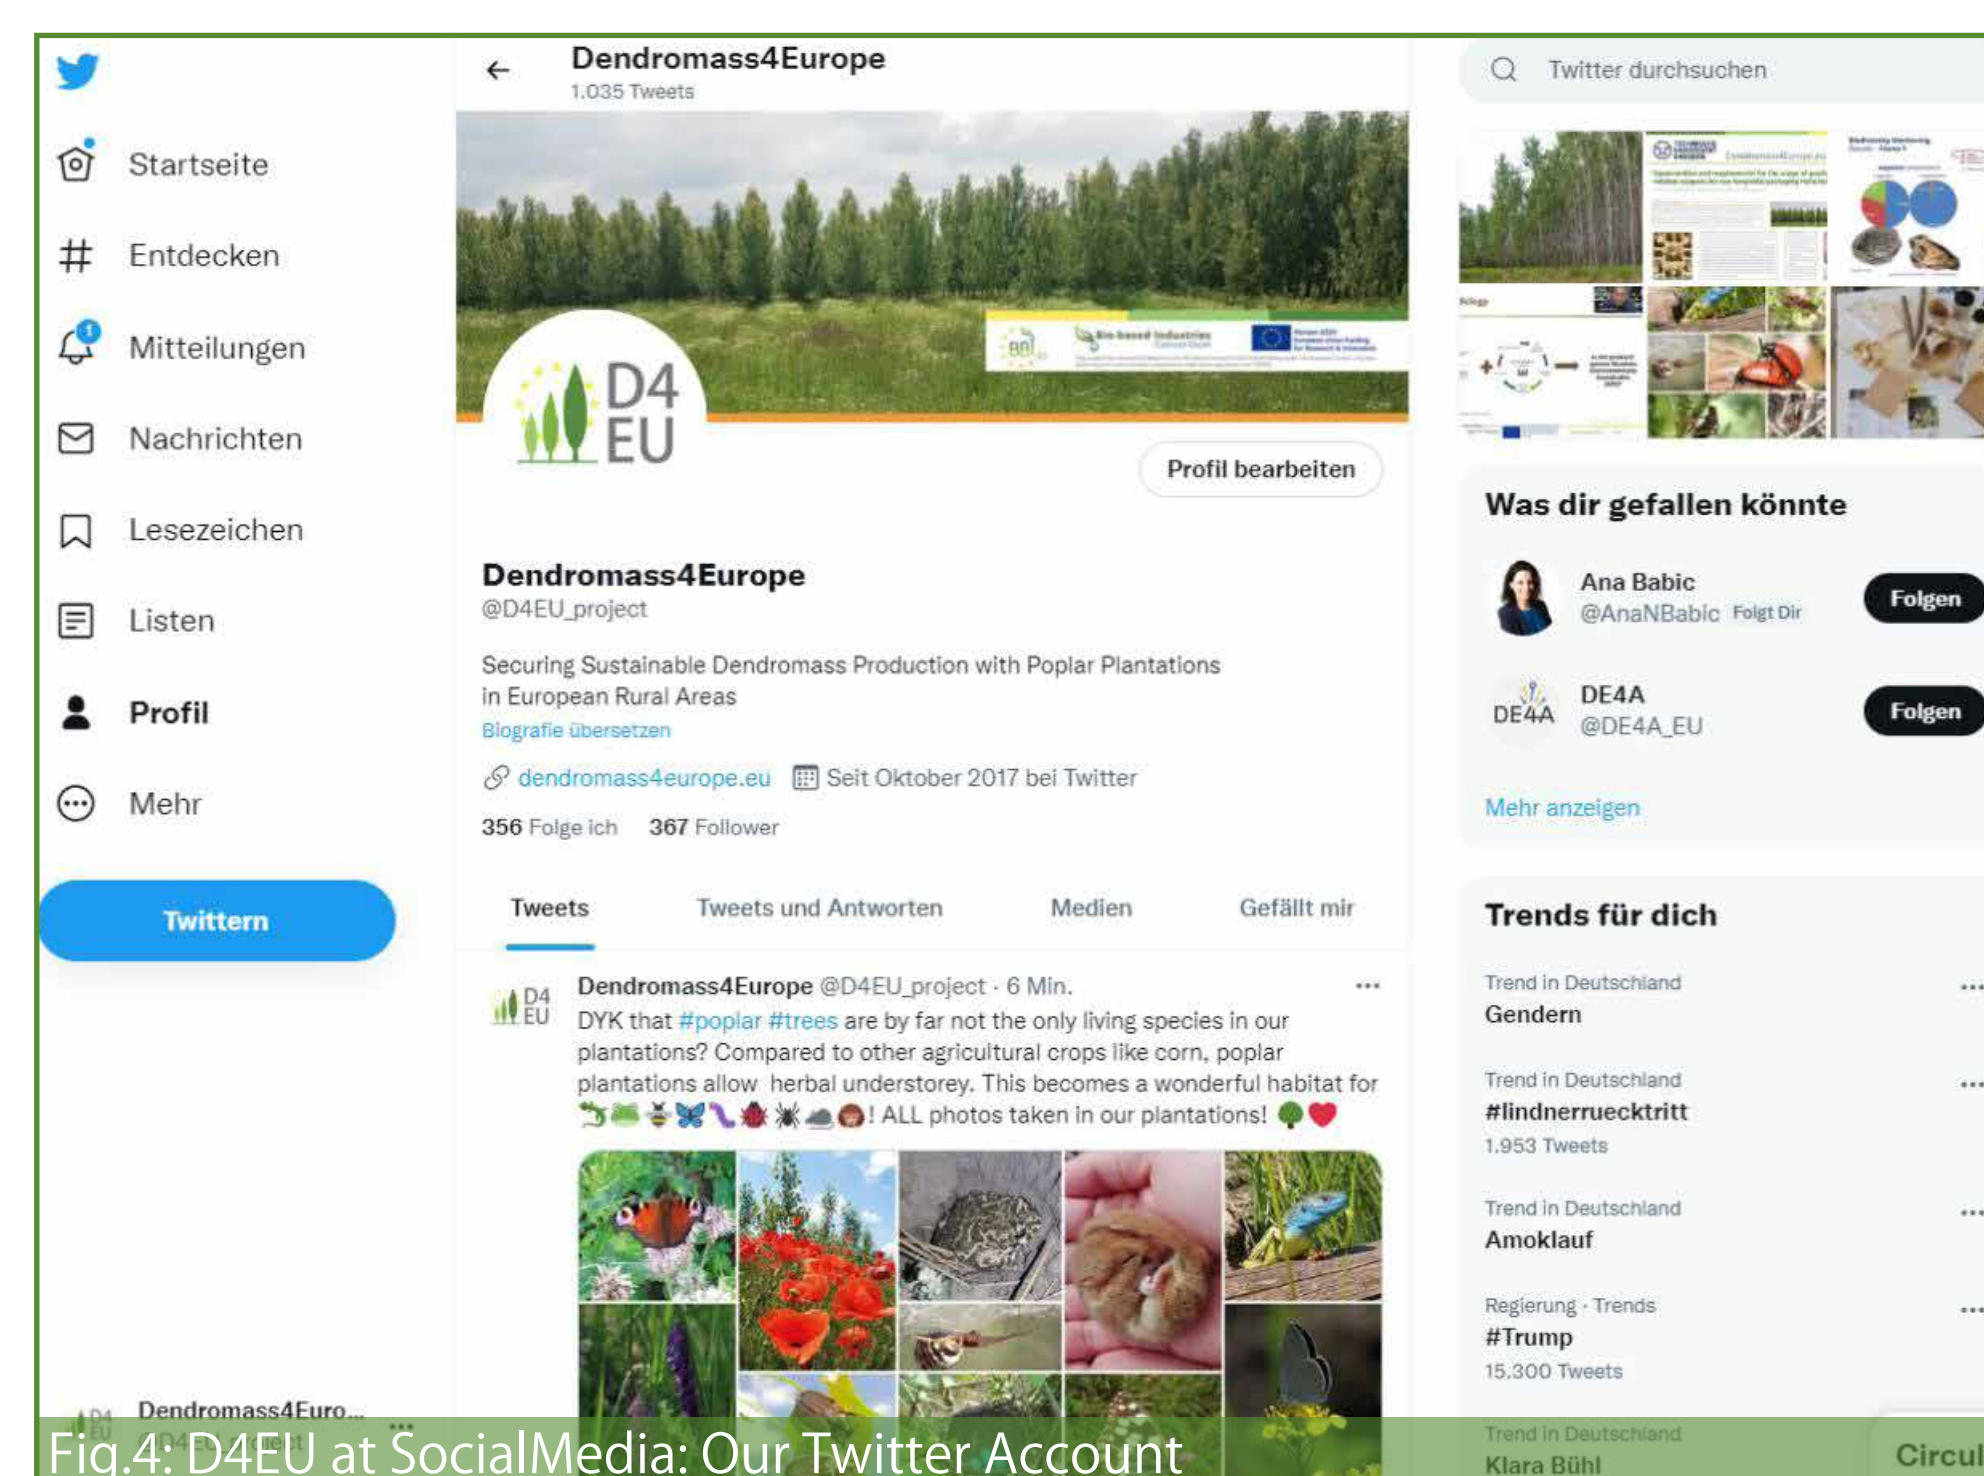 Startseite
Entdecken
1
Mitteilungen
Nachrichten
Lesezeichen
Listen
Profil
Mehr
Twittern
Dendromass4Euro...
Dendromass4Europe
1.035 Tweets
Bio-based Industries
D4
EU
Profil bearbeiten
Dendromass4Europe
@D4EU_project
Securing Sustainable Dendromass Production with Poplar Plantations
in European Rural Areas
Biografie übersetzen
dendromass4europe.eu Seit Oktober 2017 bei Twitter
356 Folge ich 367 Follower
Tweets Tweets und Antworten Medien Gefällt mir
D4
EU
Dendromass4Europe @D4EU_project · 6 Min.
DYK that #poplar #trees are by far not the only living species in our
plantations? Compared to other agricultural crops like corn, poplar
plantations allow herbal understorey. This becomes a wonderful habitat for
! ALL photos taken in our plantations!
Twitter durchsuchen
Was dir gefallen könnte
Ana Babic
@AnaNBabic Folgt Dir
Folgen
DE4A
DE4A
@DE4A_EU
Folgen
Mehr anzeigen
Trends für dich
Trend in Deutschland
Gendern
Trend in Deutschland
#lindnerruecktritt
1.953 Tweets
Trend in Deutschland
Amoklauf
Regierung · Trends
#Trump
15.300 Tweets
Trend in Deutschland
Klara Bühl
Circul
Fig.4: D4EU at SocialMedia: Our Twitter Account